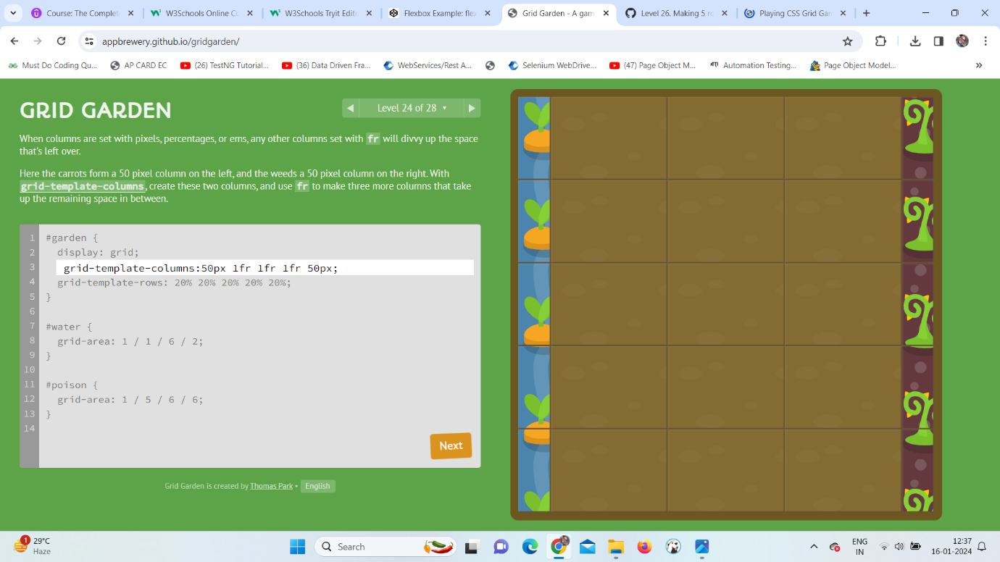 Course: The Complet
W3Schools Online Co
W3Schools Tryit Edito
Flexbox Example: flex
Grid Garden - A gam
Level 26. Making 5 ro
Playing CSS Grid Gar
appbrewery.github.io/gridgarden/
Must Do Coding Qu...
AP CARD EC
(26) TestNG Tutorial...
(36) Data Driven Fra...
WebServices/Rest A...
Selenium WebDrive...
(47) Page Object M...
Automation Testing...
Page Object Model...
GRID GARDEN
Level 24 of 28
When columns are set with pixels, percentages, or ems, any other columns set with fr will divvy up the space
that's left over.
Here the carrots form a 50 pixel column on the left, and the weeds a 50 pixel column on the right. With
grid-template-columns, create these two columns, and use fr to make three more columns that take
up the remaining space in between.
1 #garden {
2 display: grid;
3 grid-template-columns:50px 1fr 1fr 1fr 50px;
4 grid-template-rows: 20% 20% 20% 20% 20%;
5 }
6
7 #water {
8 grid-area: 1 / 1 / 6 / 2;
9 }
10
11 #poison {
12 grid-area: 1 / 5 / 6 / 6;
13 }
14
Next
Grid Garden is created by Thomas Park • English
1
29°C
Haze
Search
ENG
IN
12:37
16-01-2024